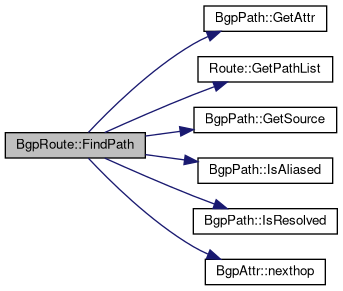 BgpPath::GetAttr
Route::GetPathList
BgpPath::GetSource
BgpRoute::FindPath
BgpPath::IsAliased
BgpPath::IsResolved
BgpAttr::nexthop